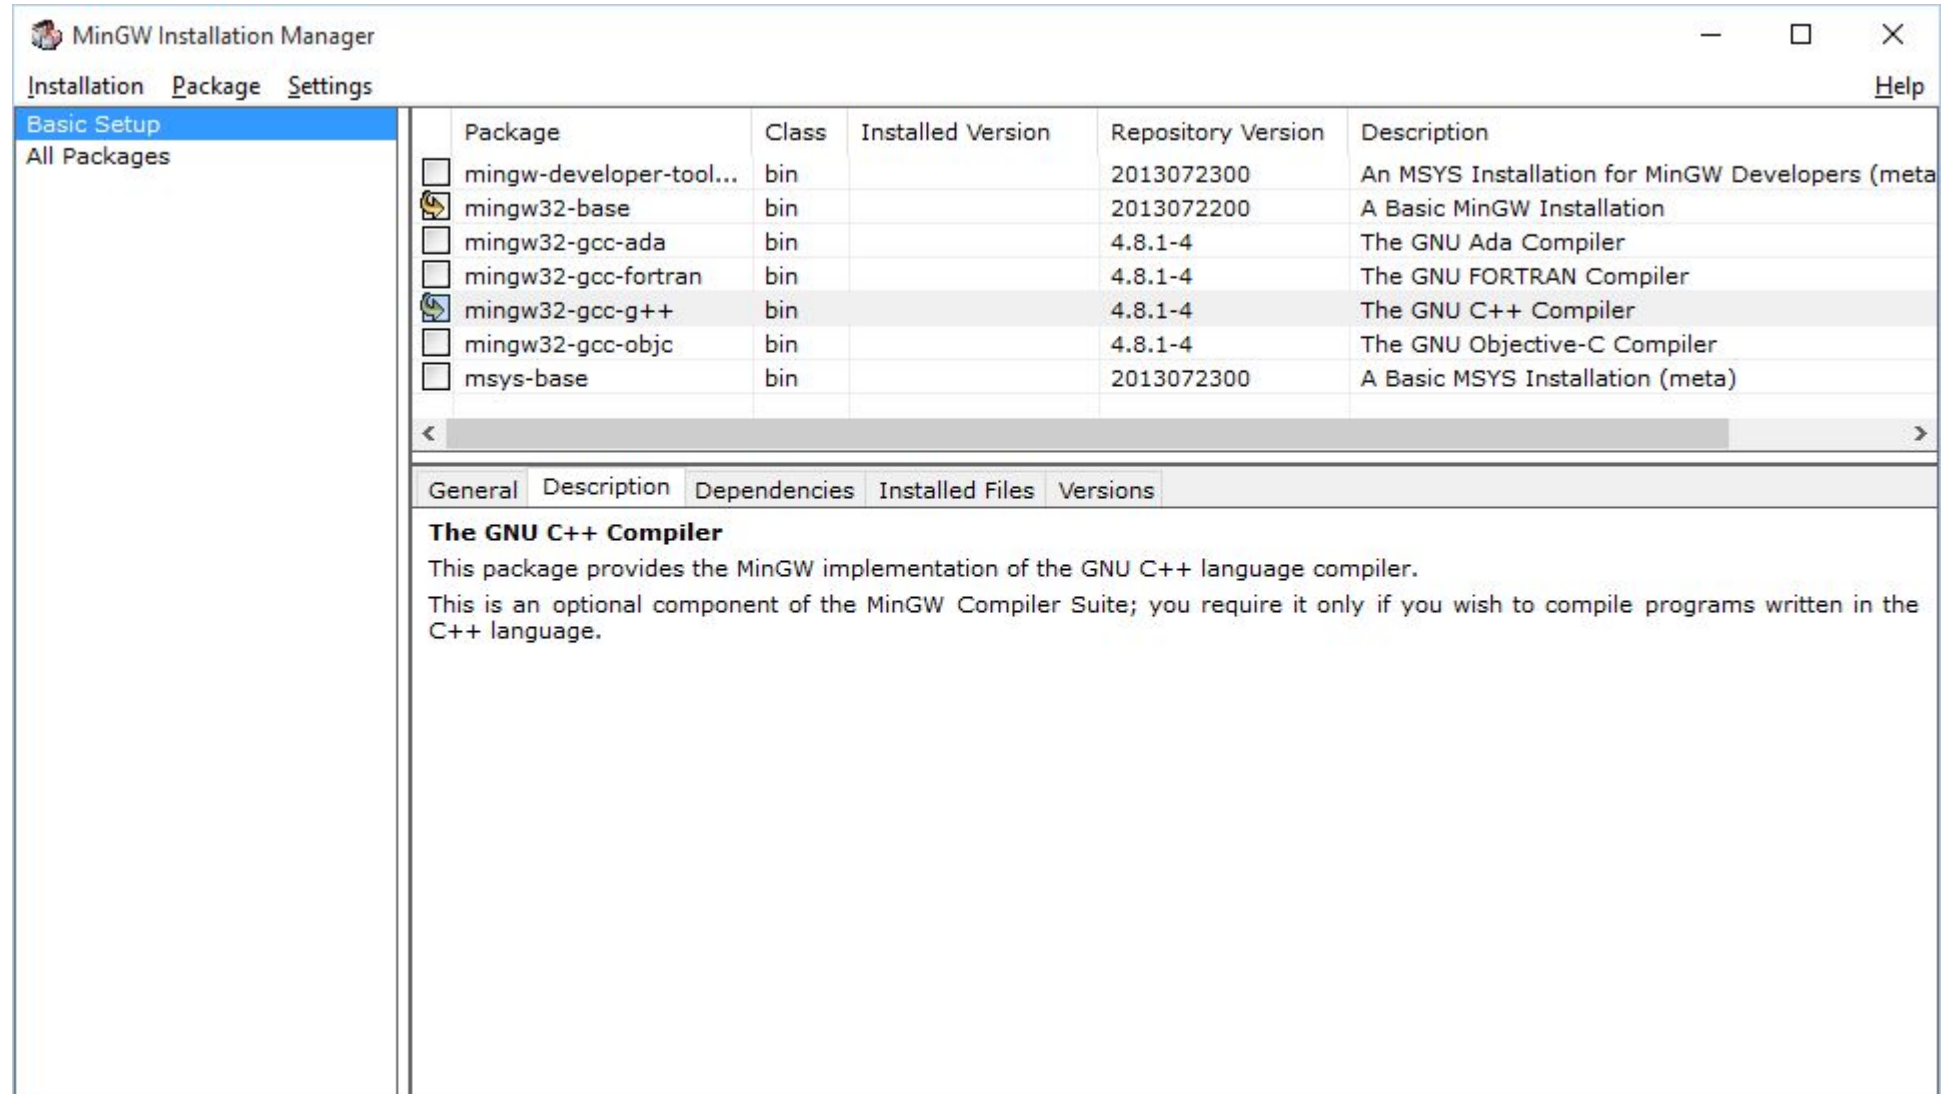 MinGW Installation Manager
Installation Package Settings Help
Basic Setup
All Packages
Package Class Installed Version Repository Version Description
mingw-developer-tool... bin 2013072300 An MSYS Installation for MinGW Developers (meta
mingw32-base bin 2013072200 A Basic MinGW Installation
mingw32-gcc-ada bin 4.8.1-4 The GNU Ada Compiler
mingw32-gcc-fortran bin 4.8.1-4 The GNU FORTRAN Compiler
mingw32-gcc-g++ bin 4.8.1-4 The GNU C++ Compiler
mingw32-gcc-objc bin 4.8.1-4 The GNU Objective-C Compiler
msys-base bin 2013072300 A Basic MSYS Installation (meta)
General Description Dependencies Installed Files Versions
The GNU C++ Compiler
This package provides the MinGW implementation of the GNU C++ language compiler.
This is an optional component of the MinGW Compiler Suite; you require it only if you wish to compile programs written in the
C++ language.